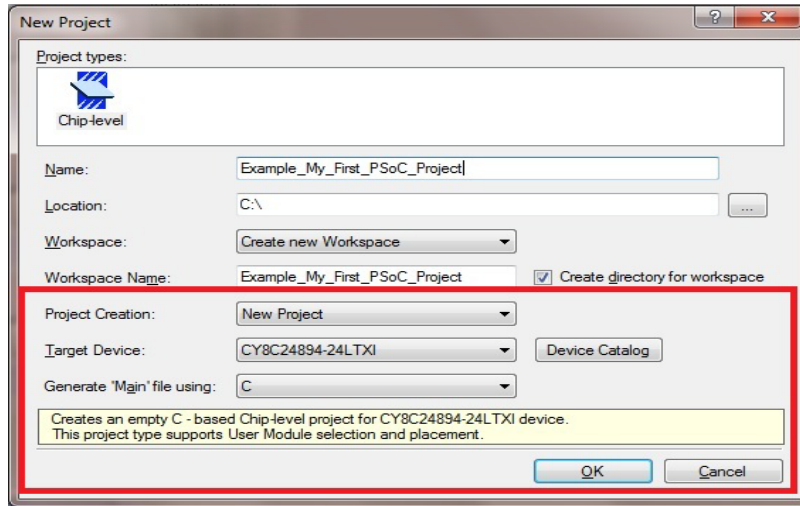 New Project
Project types:
Chip-level
Name: Example_My_First_PSoC_Project
Location: C:\ ...
Workspace: Create new Workspace
Workspace Name: Example_My_First_PSoC_Project Create directory for workspace
Project Creation: New Project
Target Device: CY8C24894-24LTXI Device Catalog
Generate 'Main' file using: C
Creates an empty C - based Chip-level project for CY8C24894-24LTXI device.
This project type supports User Module selection and placement.
OK Cancel